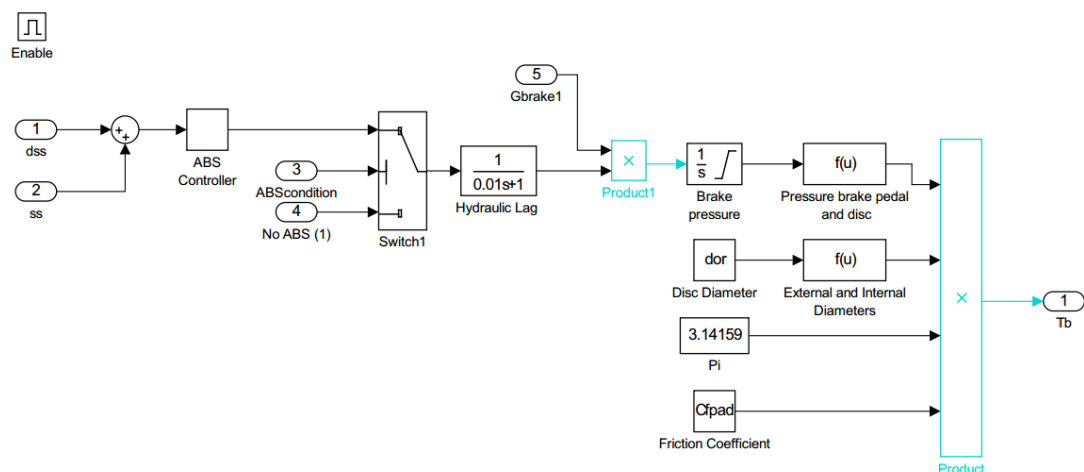 Enable
1
dss
2
ss
+
+
ABS
Controller
3
ABScondition
4
No ABS (1)
Switch1
1
0.01s+1
Hydraulic Lag
5
Gbrake1
×
Product1
1
s
Brake
pressure
f(u)
Pressure brake pedal
and disc
dor
Disc Diameter
f(u)
External and Internal
Diameters
3.14159
Pi
Cfpad
Friction Coefficient
×
Product
1
Tb